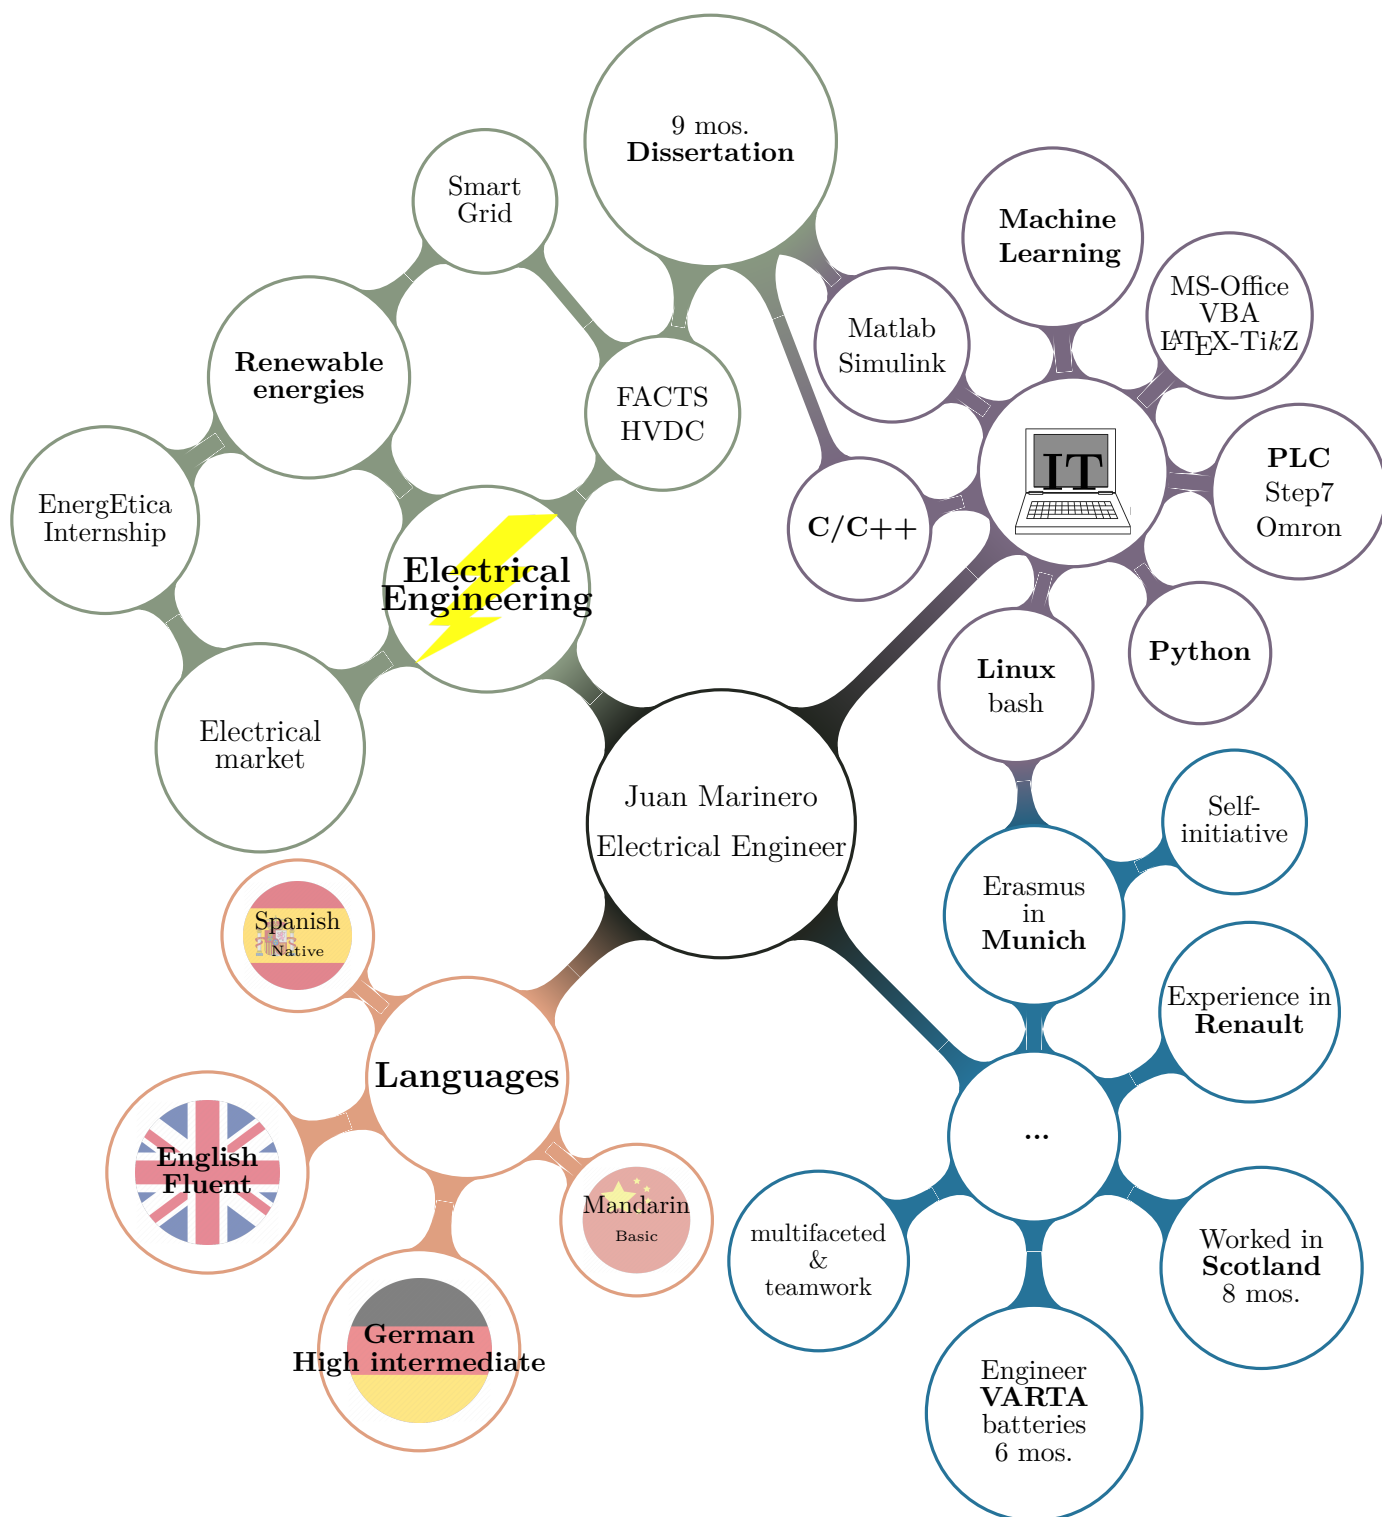 9 mos.
Dissertation
Smart
Grid
Machine
Learning
MS-Office
VBA
LATEX-TikZ
Matlab
Simulink
Renewable
energies
FACTS
HVDC
IT
PLC
Step7
Omron
EnergEtica
Internship
C/C++
Electrical
Engineering
Python
Linux
bash
Electrical
market
Juan Marinero
Electrical Engineer
Self-
initiative
Erasmus
in
Munich
Spanish
Native
Experience in
Renault
Languages
...
English
Fluent
Mandarin
Basic
multifaceted
&
teamwork
Worked in
Scotland
8 mos.
German
High intermediate
Engineer
VARTA
batteries
6 mos.